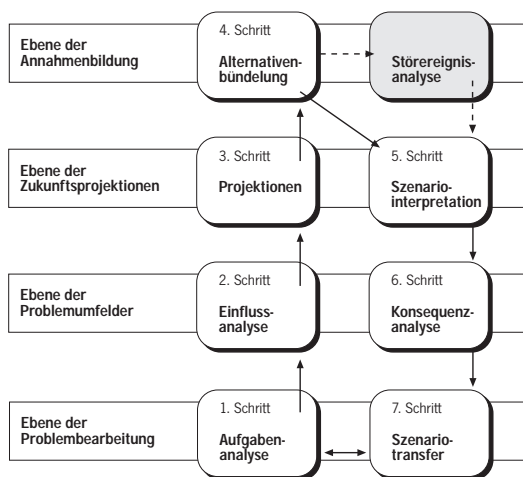 Ebene der
Annahmenbildung
4. Schritt
Alternativen-
bündelung
Störereignis-
analyse
Ebene der
Zukunftsprojektionen
3. Schritt
Projektionen
5. Schritt
Szenario-
interpretation
Ebene der
Problemumfelder
2. Schritt
Einfluss-
analyse
6. Schritt
Konsequenz-
analyse
Ebene der
Problembearbeitung
1. Schritt
Aufgaben-
analyse
7. Schritt
Szenario-
transfer